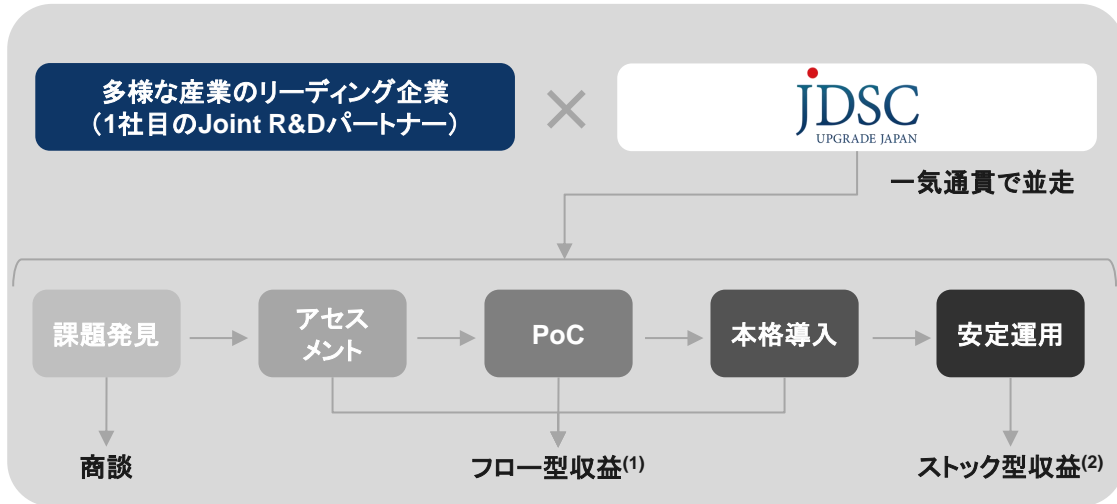 多様な産業のリーディング企業
（1社目のJoint R&Dパートナー）
×
JDSC
UPGRADE JAPAN
一気通貫で並走
課題発見
アセス
メント
PoC
本格導入
安定運用
商談
フロー型収益(1)
ストック型収益(2)